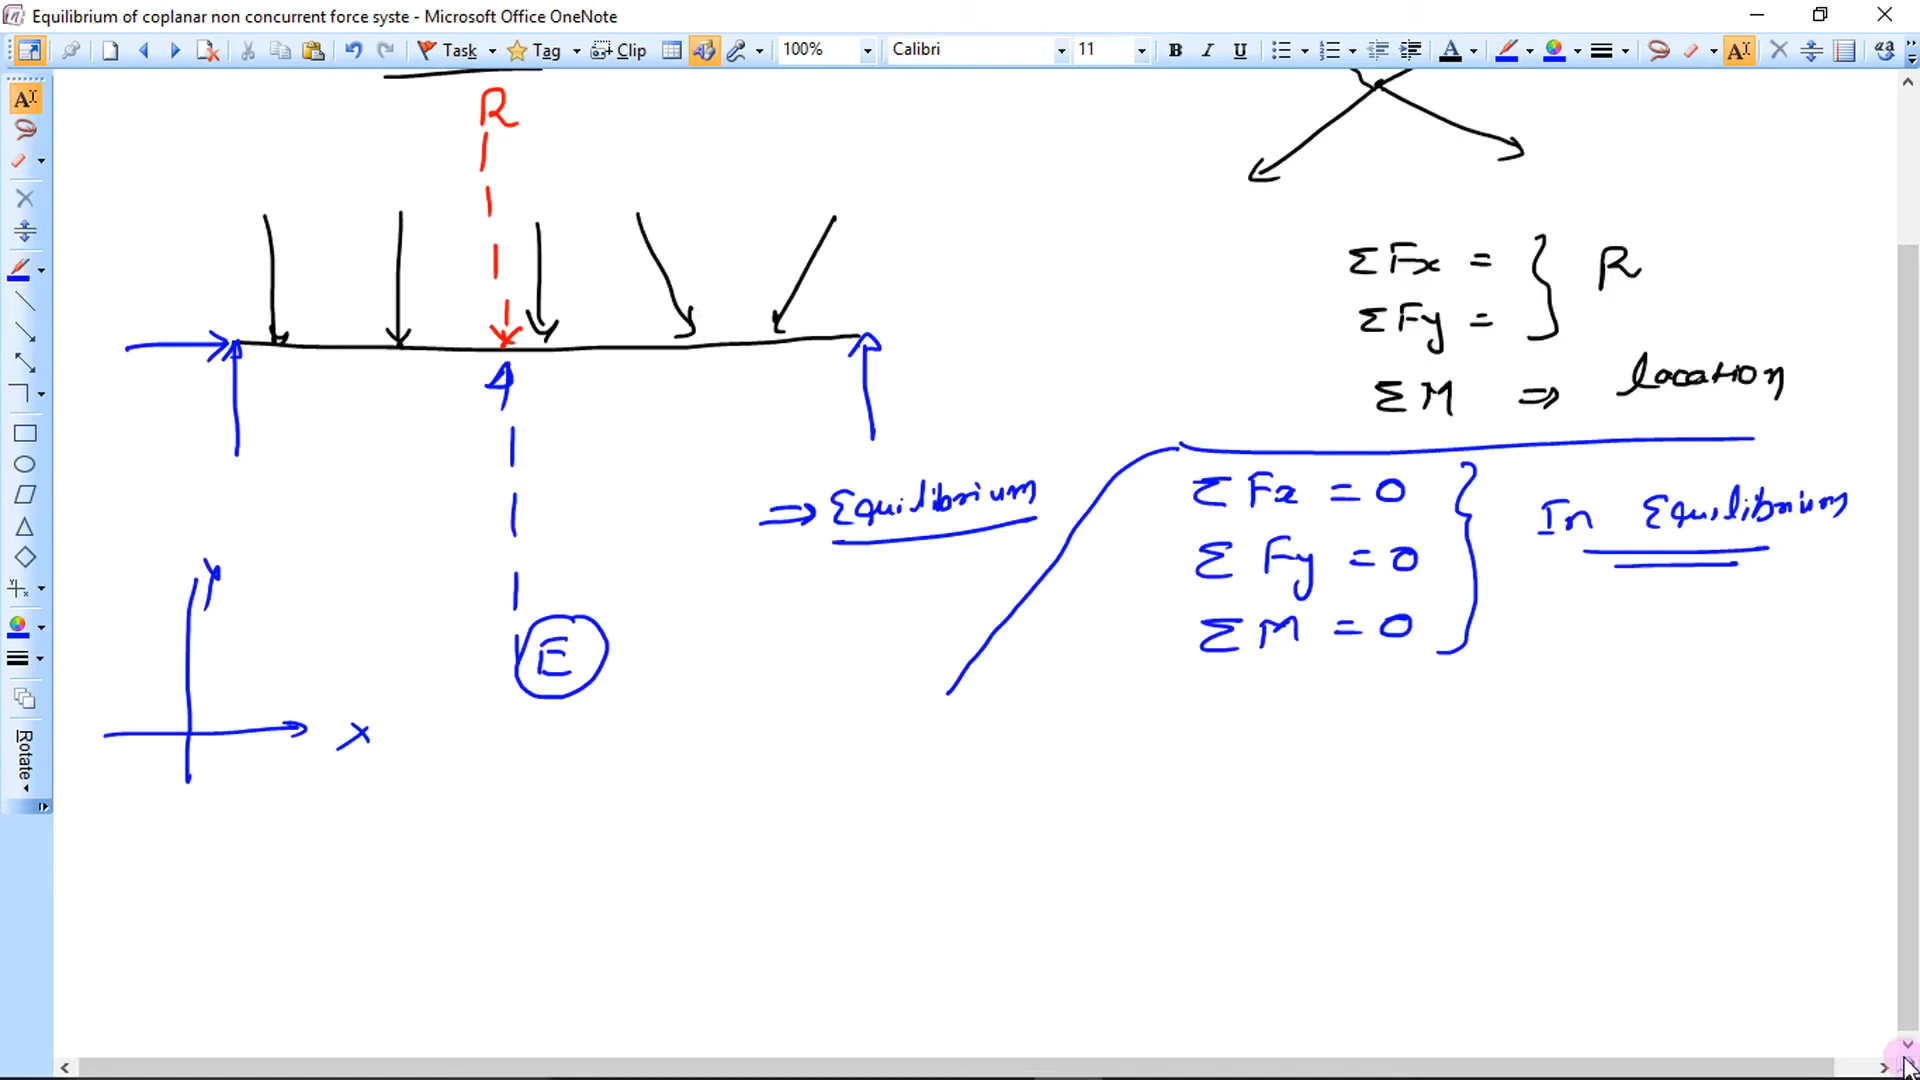 Equilibrium of coplanar non concurrent force syste - Microsoft Office OneNote
Task Tag Clip 100% Calibri 11 B I U A A
A
R
ΣFx =
ΣFy =
} R
ΣM ⇒ location
⇒ Equilibrium
ΣFx = 0
ΣFy = 0
ΣM = 0
} In Equilibrium
y
E
x
Rotate